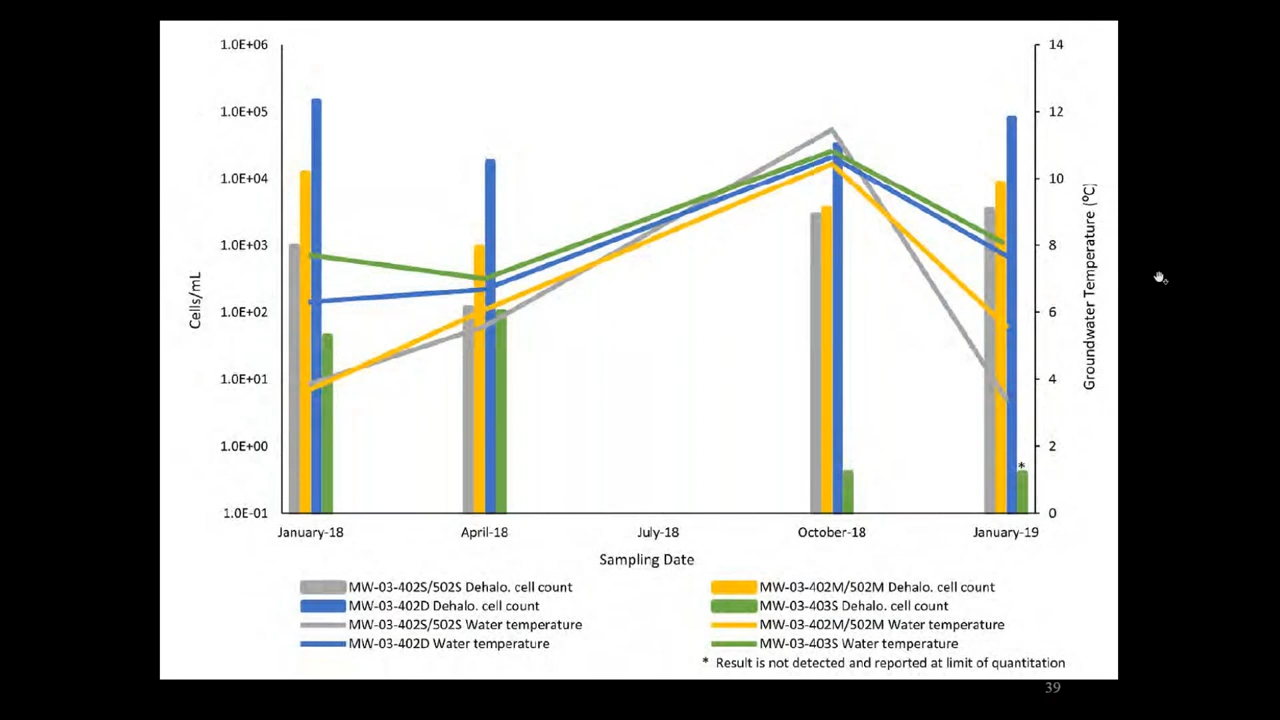 1.0E+06
1.0E+05
1.0E+04
1.0E+03
1.0E+02
1.0E+01
1.0E+00
1.0E-01
Cells/mL
14
12
10
8
6
4
2
0
Groundwater Temperature (°C)
*
January-18 April-18 July-18 October-18 January-19
Sampling Date
MW-03-402S/502S Dehalo. cell count
MW-03-402M/502M Dehalo. cell count
MW-03-402D Dehalo. cell count
MW-03-403S Dehalo. cell count
MW-03-402S/502S Water temperature
MW-03-402M/502M Water temperature
MW-03-402D Water temperature
MW-03-403S Water temperature
* Result is not detected and reported at limit of quantitation
39